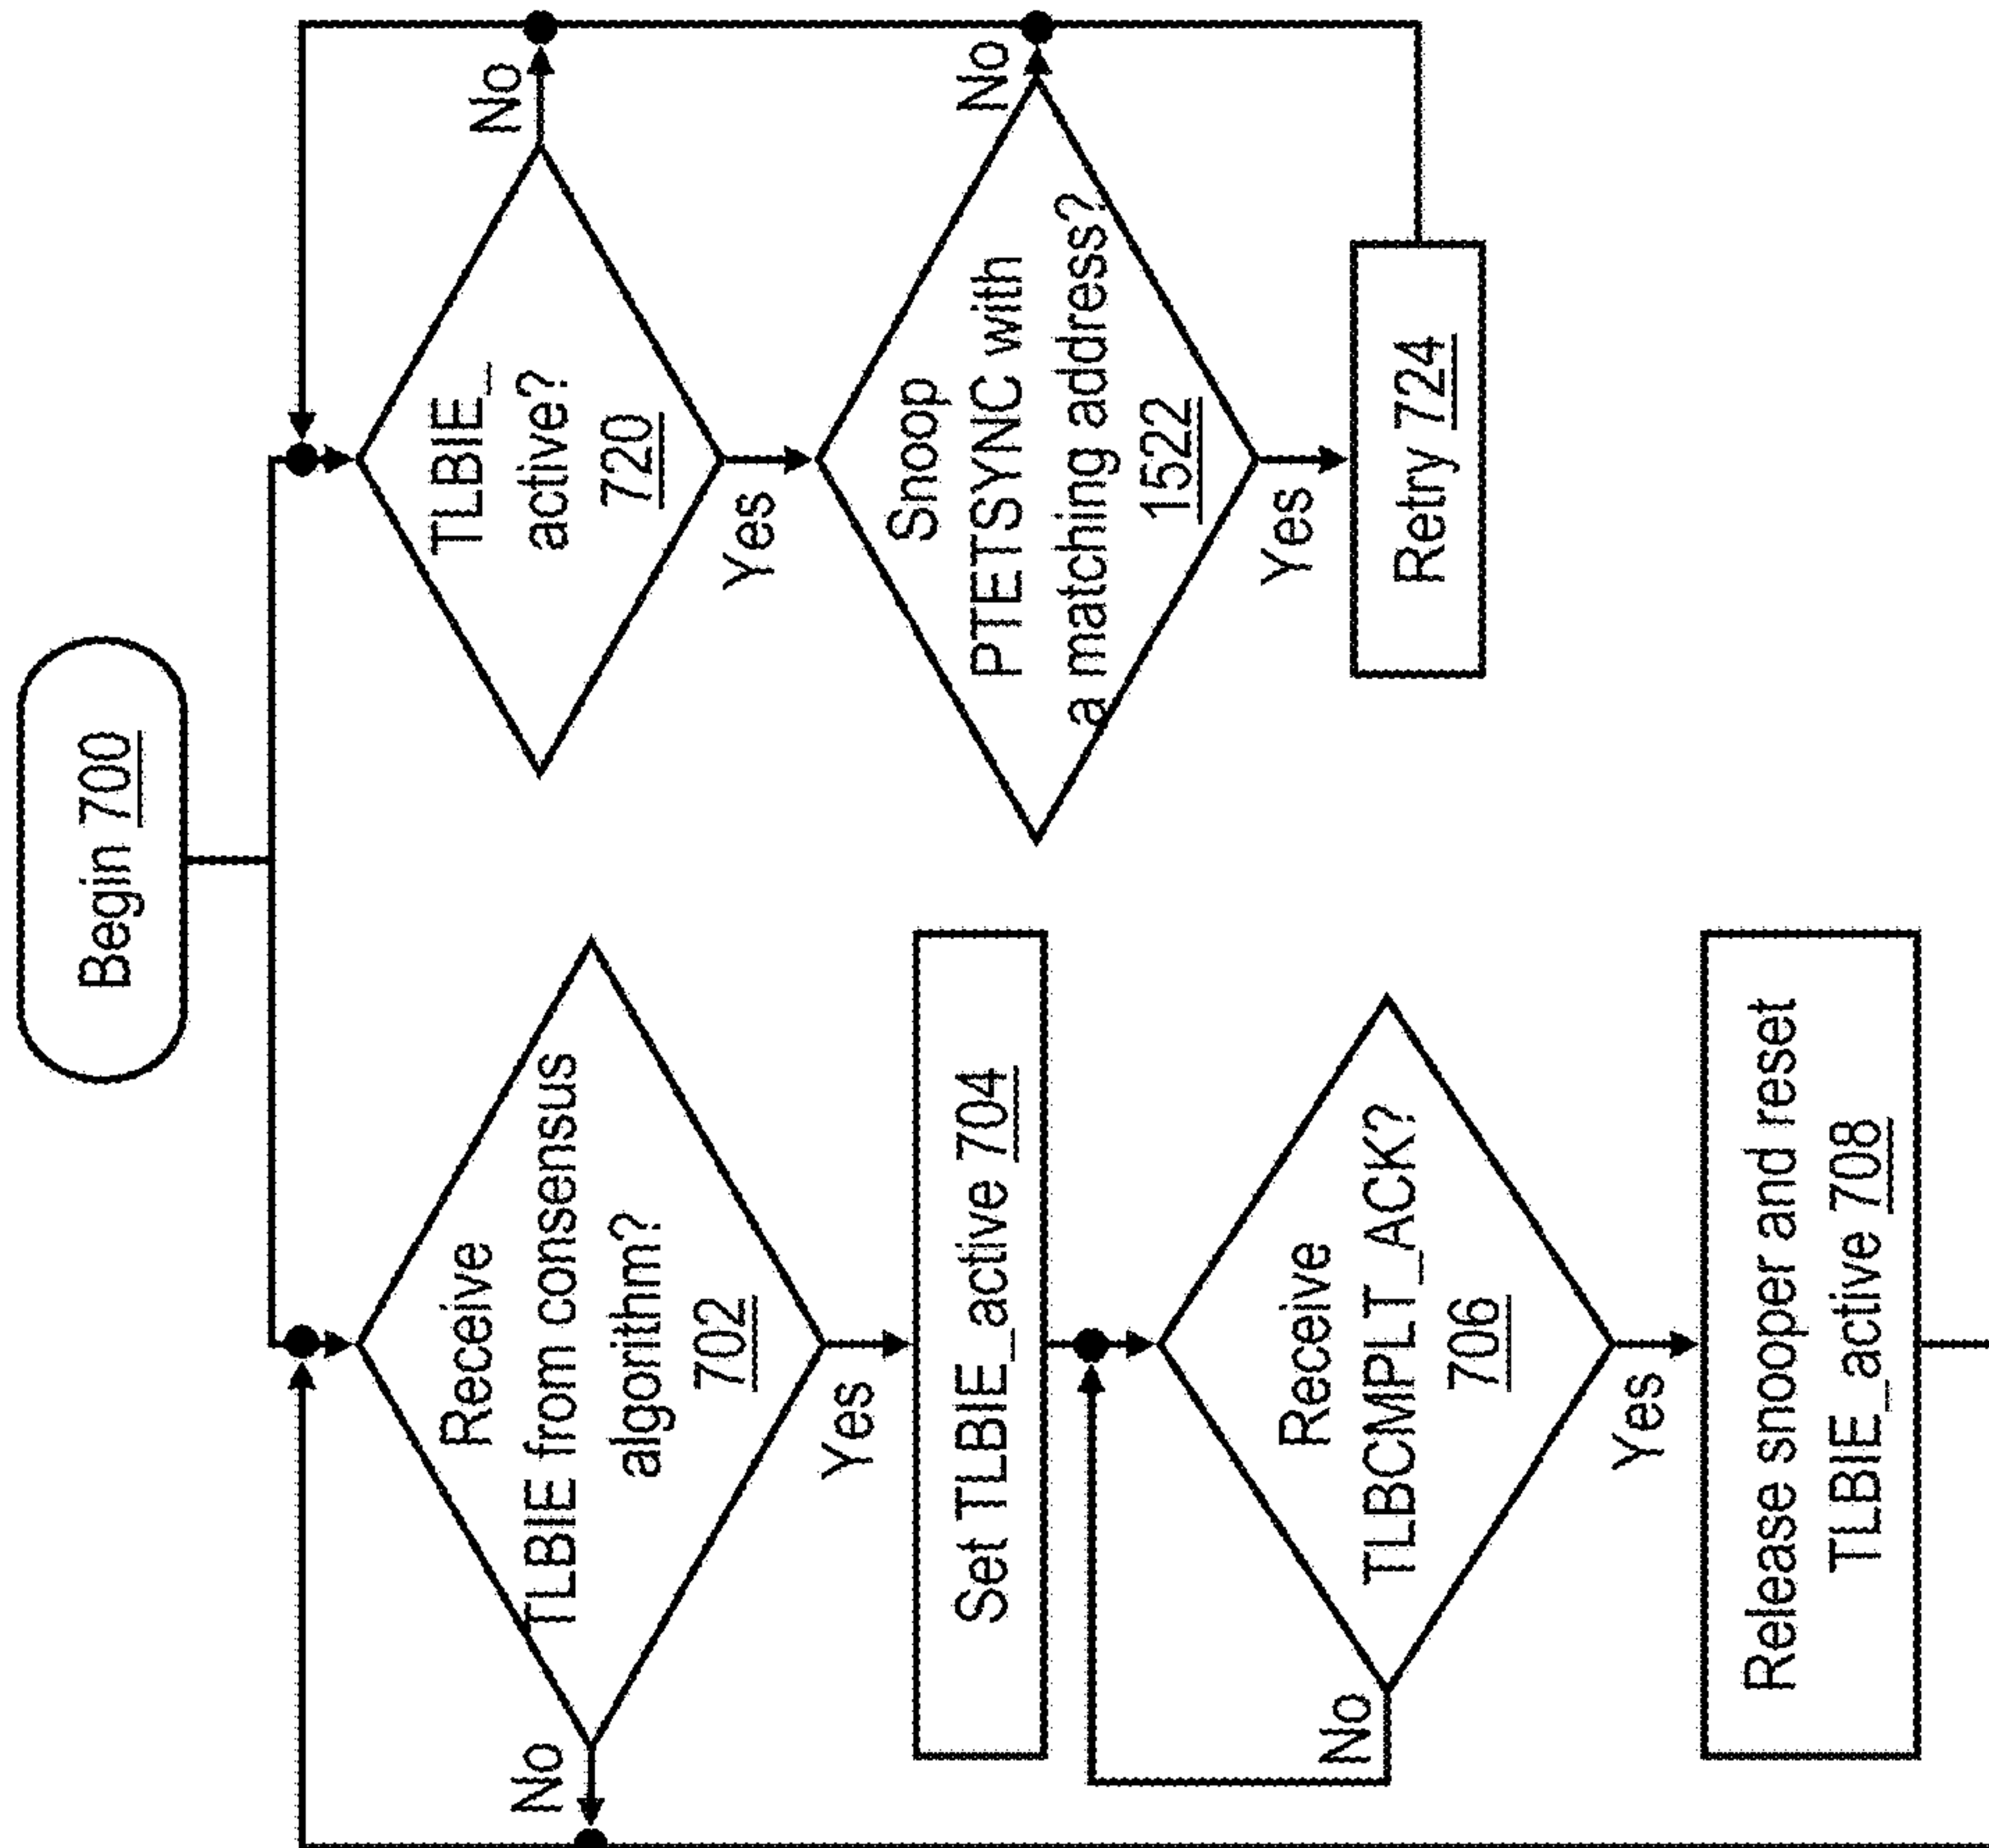 Begin 700
Receive
TLBIE from consensus
algorithm?
702
No
Yes
Set TLBIE_active 704
Receive
TLBCMPLT_ACK?
706
No
Yes
Release snooper and reset
TLBIE_active 708
TLBIE_
active?
720
No
Yes
Snoop
PTETSYNC with
a matching address?
1522
No
Yes
Retry 724